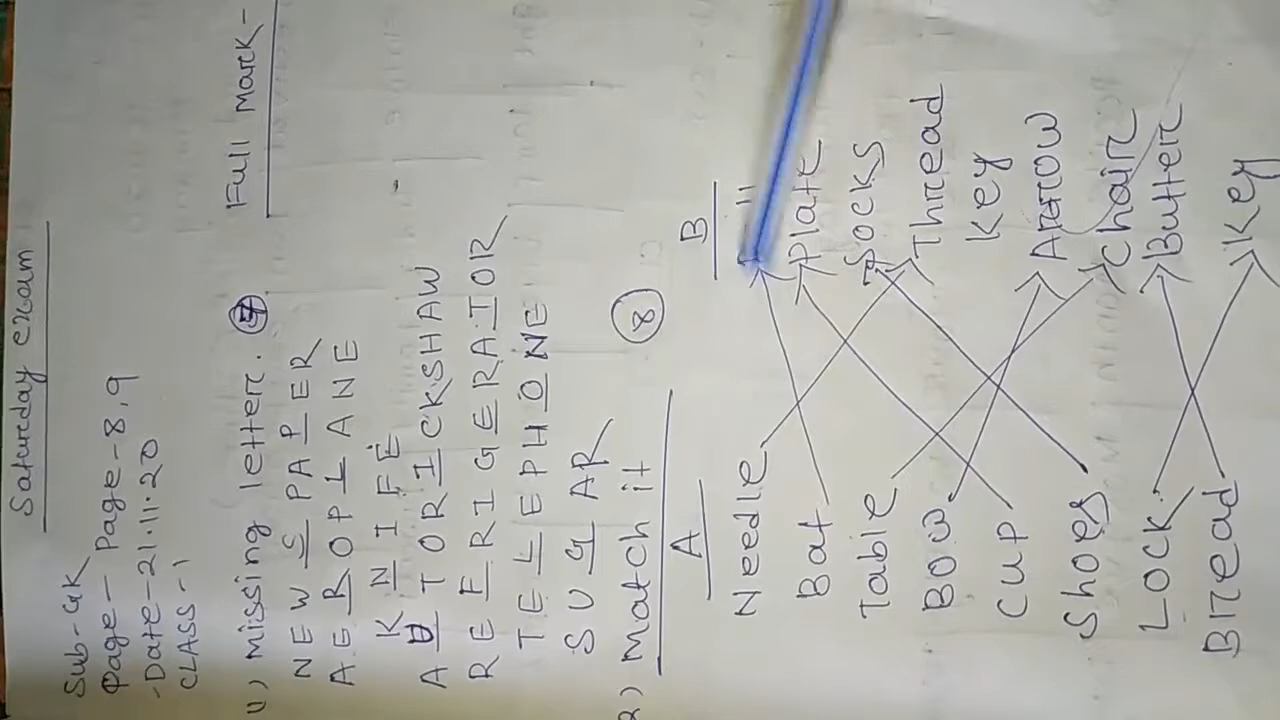 Saturday exam
Sub-GK
Page- Page-8,9
-Date-21.11.20
CLASS-1
Full Mark-
1) missing letter. 7
NEWSPAPER
AEROPLANE
KNIFE
AUTORICKSHAW
REFRIGERATOR
TELEPHONE
SUGAR
2) Match it 8
A B
Needle
Bat Plate
Table Socks
Bow Thread
Cup Key
Shoes Arrow
Lock Chair
Bread Butter
Key